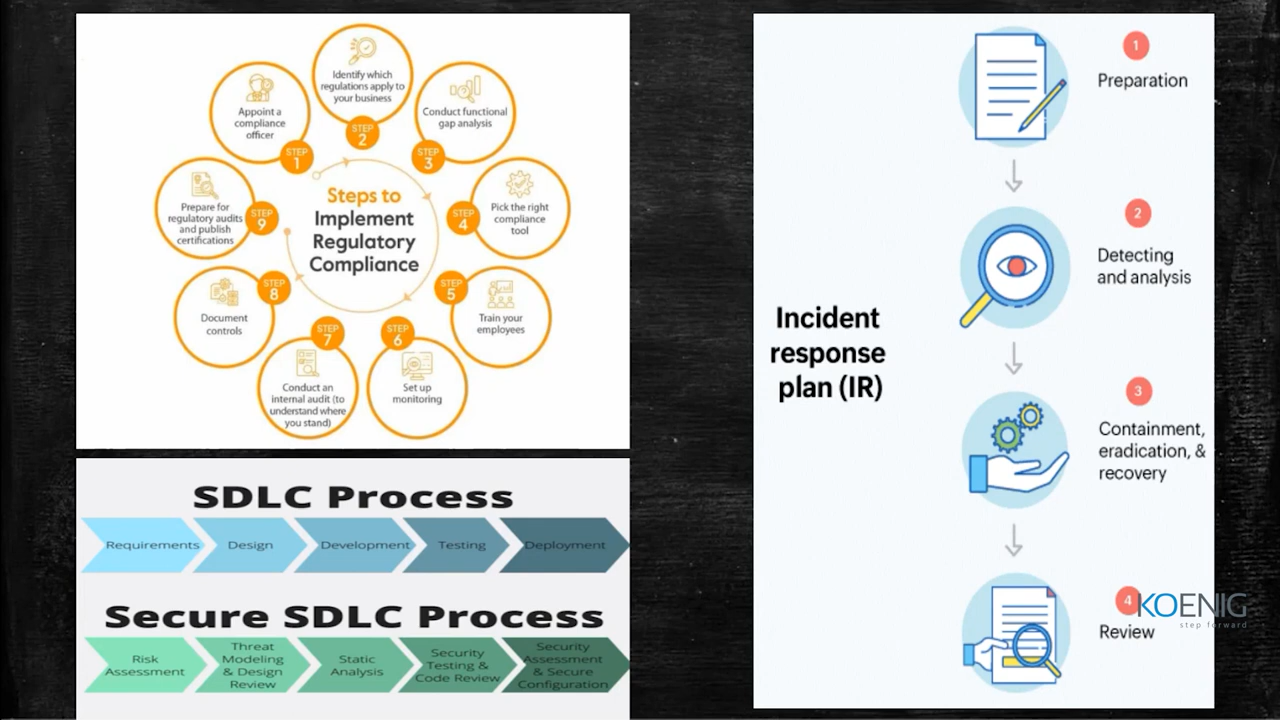 Steps to
Implement
Regulatory
Compliance
Appoint a
compliance
officer
STEP
1
Identify which
regulations apply to
your business
STEP
2
Conduct functional
gap analysis
STEP
3
Pick the right
compliance
tool
STEP
4
Train your
employees
STEP
5
Set up
monitoring
STEP
6
Conduct an
internal audit (to
understand where
you stand)
STEP
7
Document
controls
STEP
8
Prepare for
regulatory audits
and publish
certifications
STEP
9
SDLC Process
Requirements
Design
Development
Testing
Deployment
Secure SDLC Process
Risk
Assessment
Threat
Modeling
& Design
Review
Static
Analysis
Security
Testing &
Code Review
Security
Assessment
& Secure
Configuration
Incident
response
plan (IR)
1
Preparation
2
Detecting
and analysis
3
Containment,
eradication, &
recovery
4
Review
KOENIG
step forward